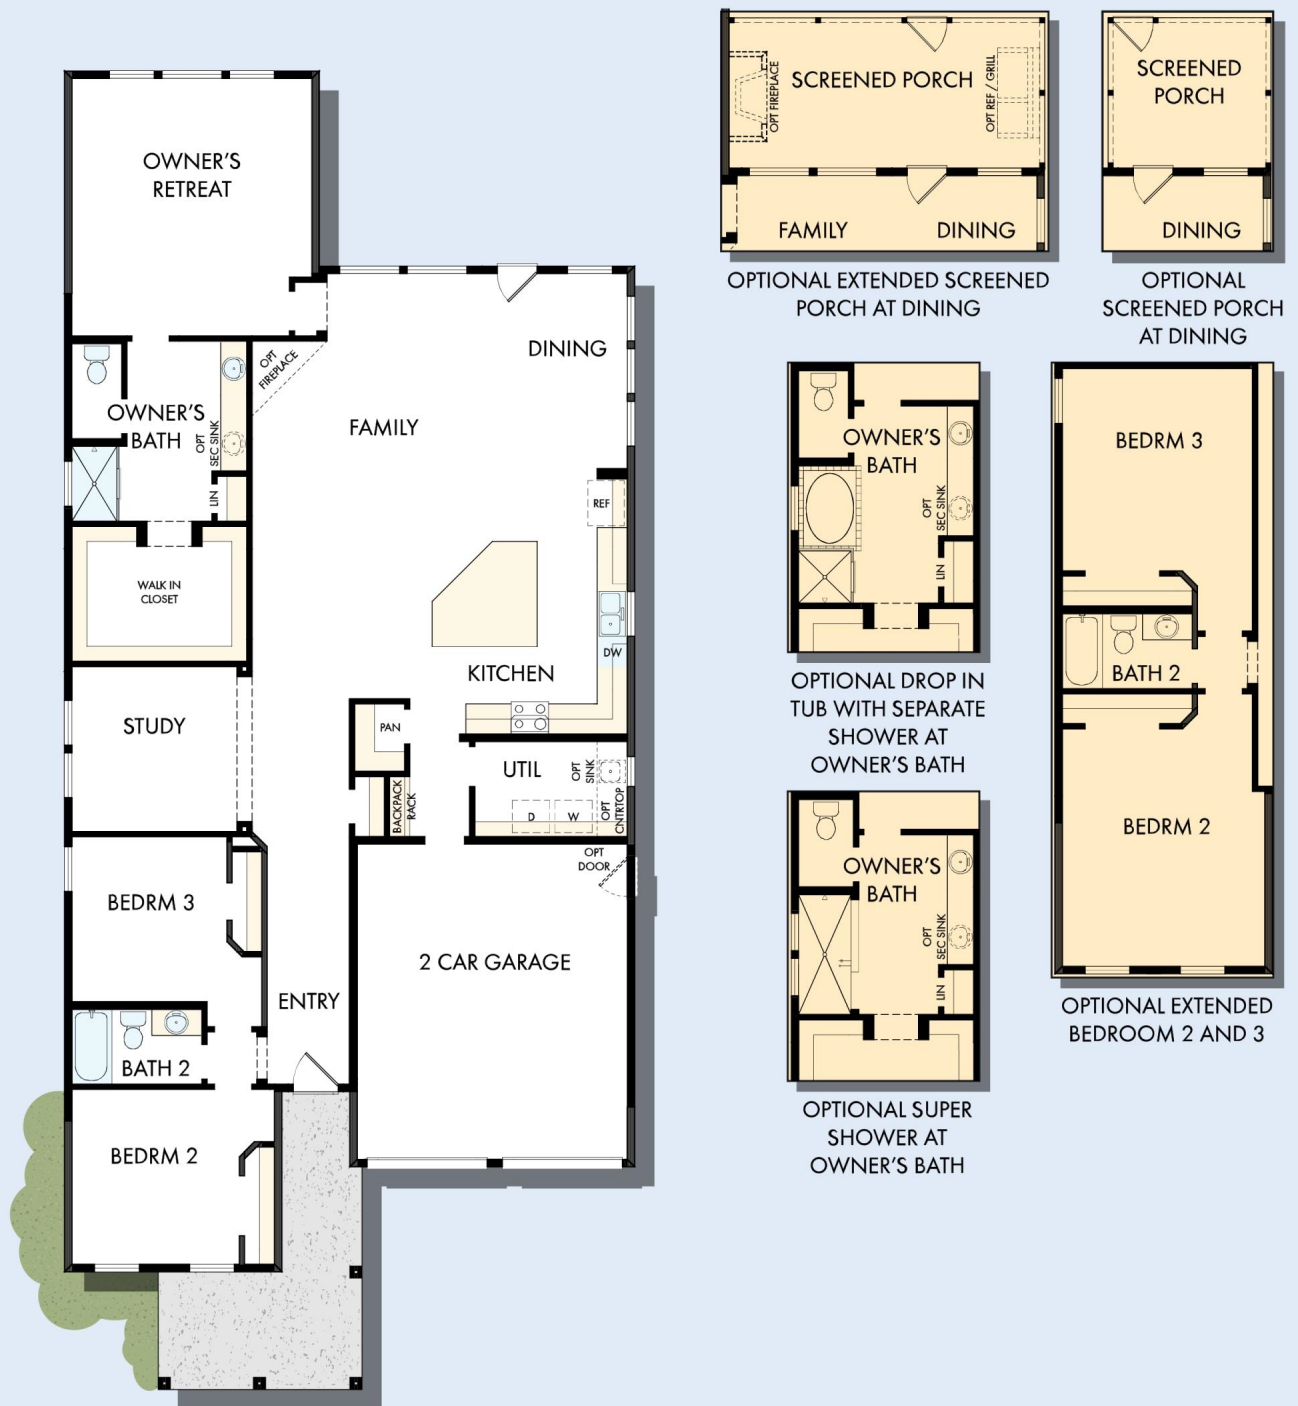 OWNER'S
RETREAT
OPT
FIREPLACE
DINING
FAMILY
OWNER'S
BATH
OPT
SEC SINK
LIN
REF
WALK IN
CLOSET
DW
KITCHEN
STUDY
PAN
UTIL
OPT
SINK
BACKPACK
RACK
D
W
OPT
CNTRTOP
OPT
DOOR
BEDRM 3
2 CAR GARAGE
ENTRY
BATH 2
BEDRM 2
OPT FIREPLACE
SCREENED PORCH
OPT REF / GRILL
FAMILY
DINING
OPTIONAL EXTENDED SCREENED
PORCH AT DINING
SCREENED
PORCH
DINING
OPTIONAL
SCREENED PORCH
AT DINING
OWNER'S
BATH
OPT
SEC SINK
LIN
OPTIONAL DROP IN
TUB WITH SEPARATE
SHOWER AT
OWNER'S BATH
OWNER'S
BATH
OPT
SEC SINK
LIN
OPTIONAL SUPER
SHOWER AT
OWNER'S BATH
BEDRM 3
BATH 2
BEDRM 2
OPTIONAL EXTENDED
BEDROOM 2 AND 3